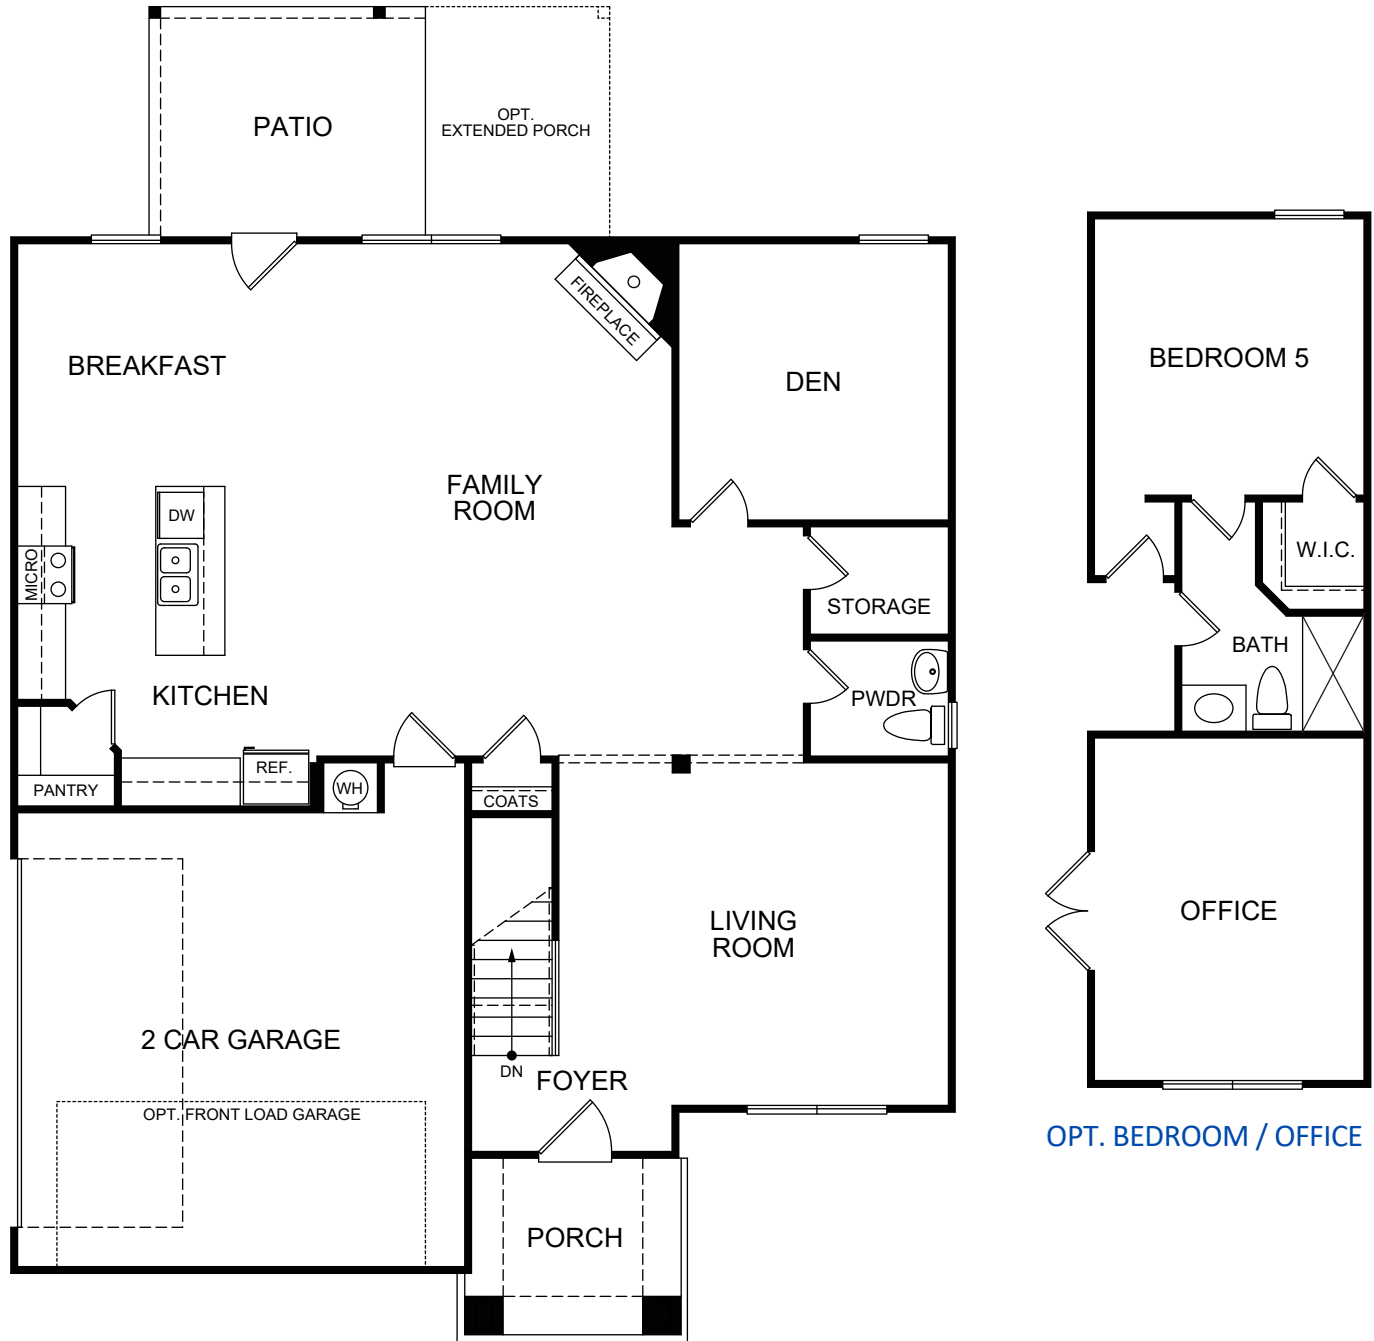 PATIO
OPT.
EXTENDED PORCH
FIREPLACE
BREAKFAST
DEN
BEDROOM 5
FAMILY
ROOM
DW
MICRO
W.I.C.
STORAGE
BATH
KITCHEN
PWDR
REF.
WH
PANTRY
COATS
LIVING
ROOM
OFFICE
2 CAR GARAGE
DN
FOYER
OPT. FRONT LOAD GARAGE
OPT. BEDROOM / OFFICE
PORCH